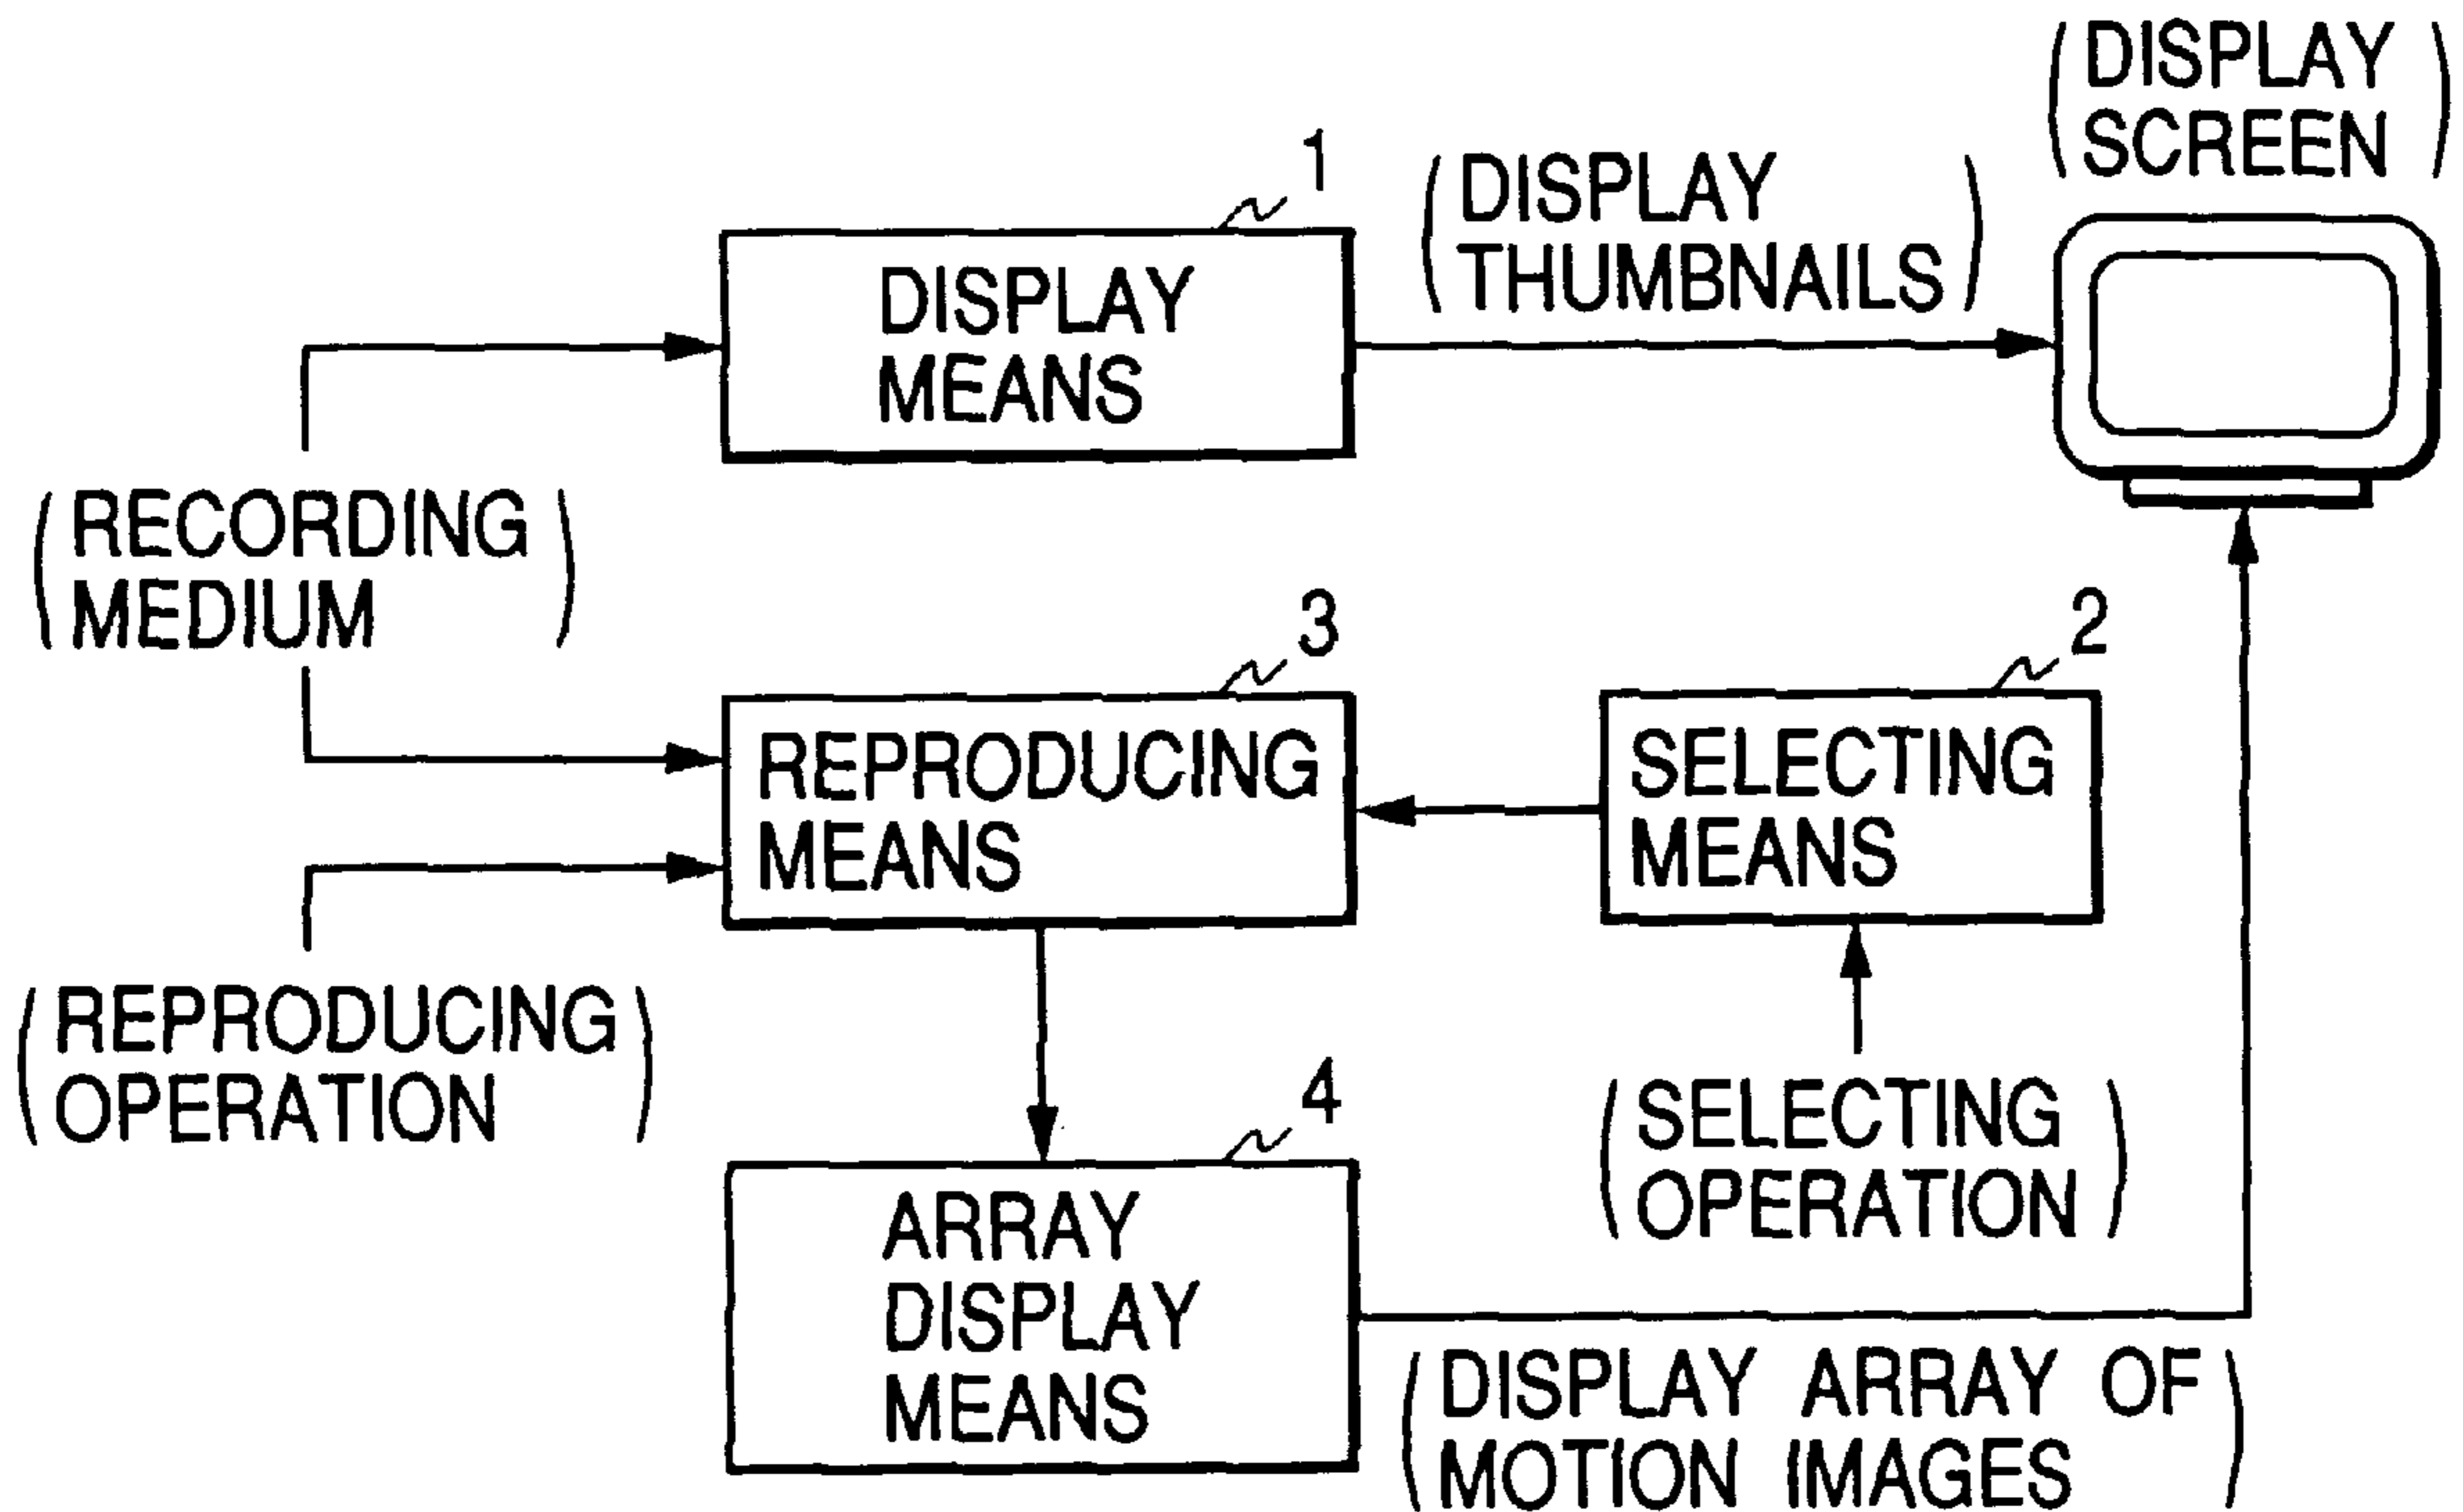 (DISPLAY
SCREEN)
1
(DISPLAY
THUMBNAILS)
DISPLAY
MEANS
(RECORDING
MEDIUM)
3
2
REPRODUCING
MEANS
SELECTING
MEANS
(REPRODUCING
OPERATION)
4
(SELECTING
OPERATION)
ARRAY
DISPLAY
MEANS
(DISPLAY ARRAY OF
MOTION IMAGES)